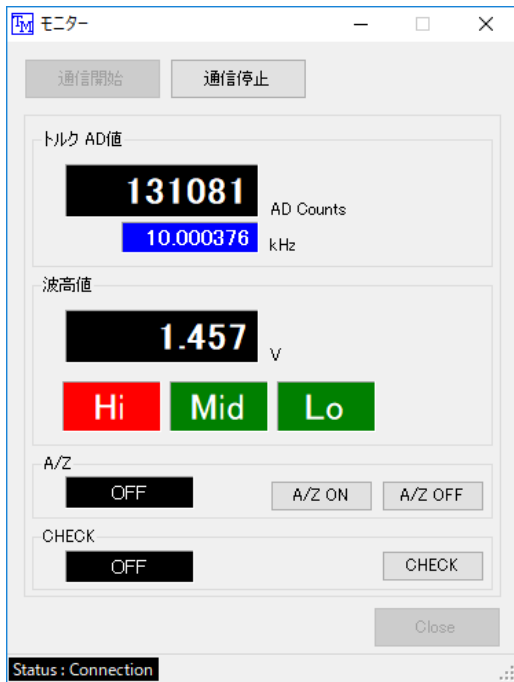 TM モニター
通信開始 通信停止
トルク AD値
131081 AD Counts
10.000376 kHz
波高値
1.457 V
Hi Mid Lo
A/Z
OFF A/Z ON A/Z OFF
CHECK
OFF CHECK
Close
Status : Connection